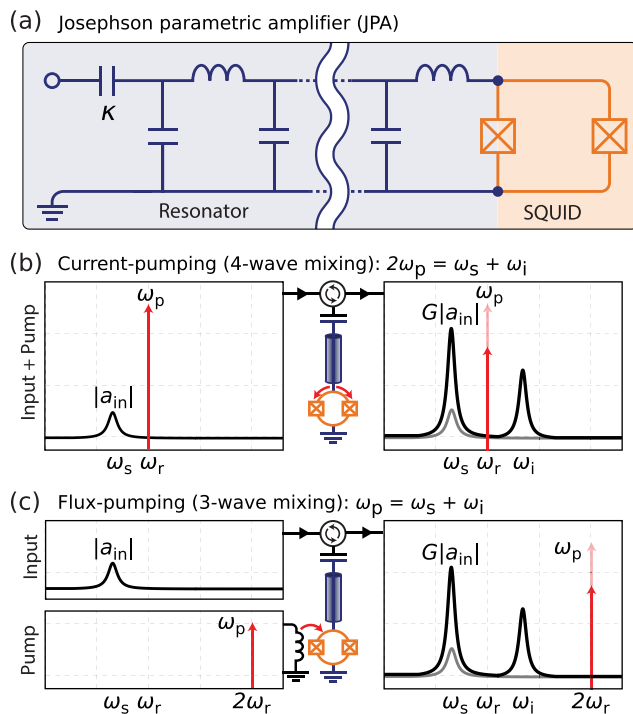 (a) Josephson parametric amplifier (JPA)
κ
Resonator
SQUID
(b) Current-pumping (4-wave mixing): 2ωp = ωs + ωi
Input + Pump
ωp
|ain|
ωs ωr
ωp
G|ain|
ωs ωr ωi
(c) Flux-pumping (3-wave mixing): ωp = ωs + ωi
Input
|ain|
Pump
ωp
ωs ωr 2ωr
G|ain|
ωp
ωs ωr ωi 2ωr